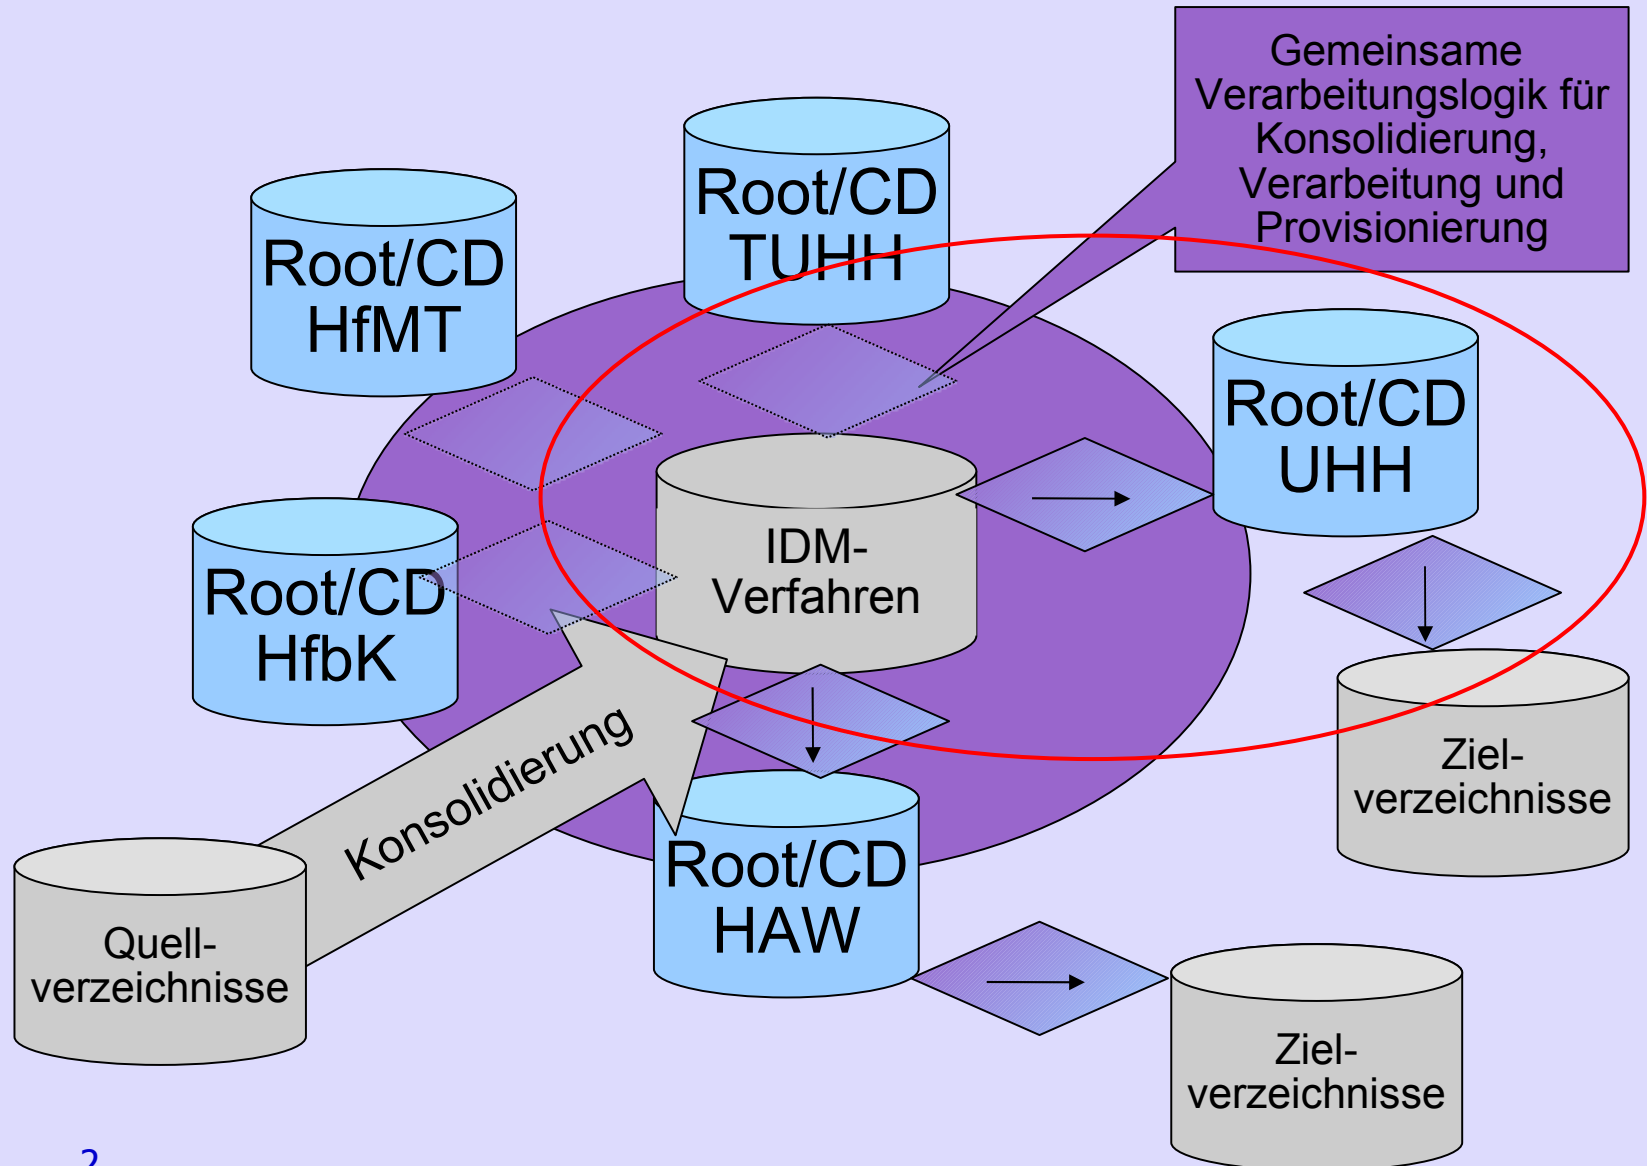 Gemeinsame
Verarbeitungslogik für
Konsolidierung,
Verarbeitung und
Provisionierung
Root/CD
TUHH
Root/CD
HfMT
Root/CD
UHH
IDM-
Verfahren
Root/CD
HfbK
Konsolidierung
Ziel-
verzeichnisse
Root/CD
HAW
Quell-
verzeichnisse
Ziel-
verzeichnisse
2